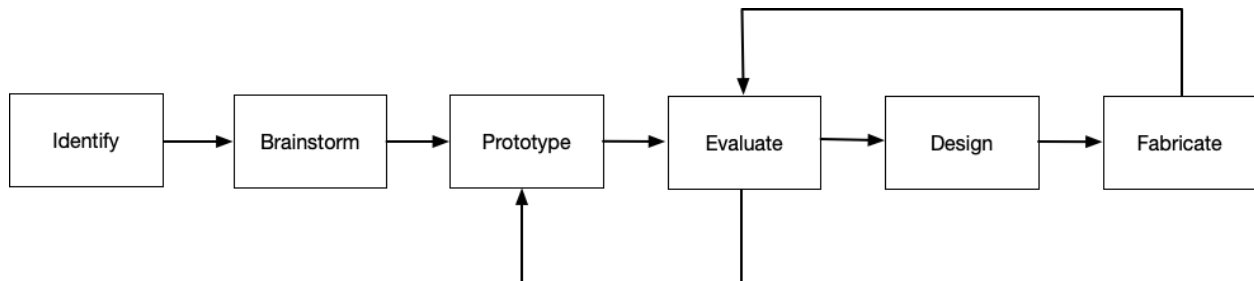 Identify
Brainstorm
Prototype
Evaluate
Design
Fabricate